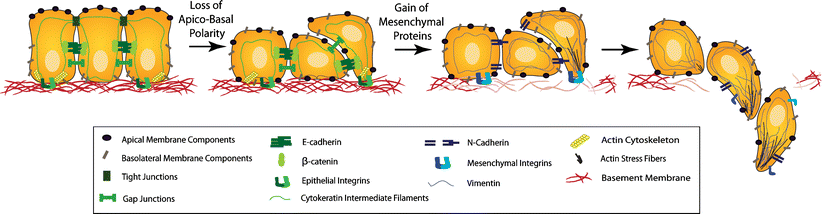 Loss of
Apico-Basal
Polarity
Gain of
Mesenchymal
Proteins
Apical Membrane Components
Basolateral Membrane Components
Tight Junctions
Gap Junctions
E-cadherin
β-catenin
Epithelial Integrins
Cytokeratin Intermediate Filaments
N-Cadherin
Mesenchymal Integrins
Vimentin
Actin Cytoskeleton
Actin Stress Fibers
Basement Membrane